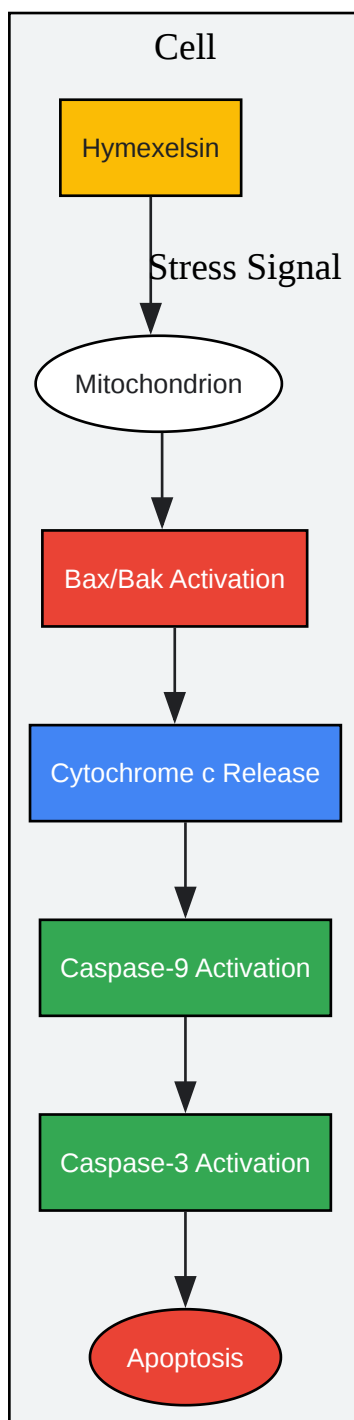 Cell
Hymexelsin
Stress Signal
Mitochondrion
Bax/Bak Activation
Cytochrome c Release
Caspase-9 Activation
Caspase-3 Activation
Apoptosis